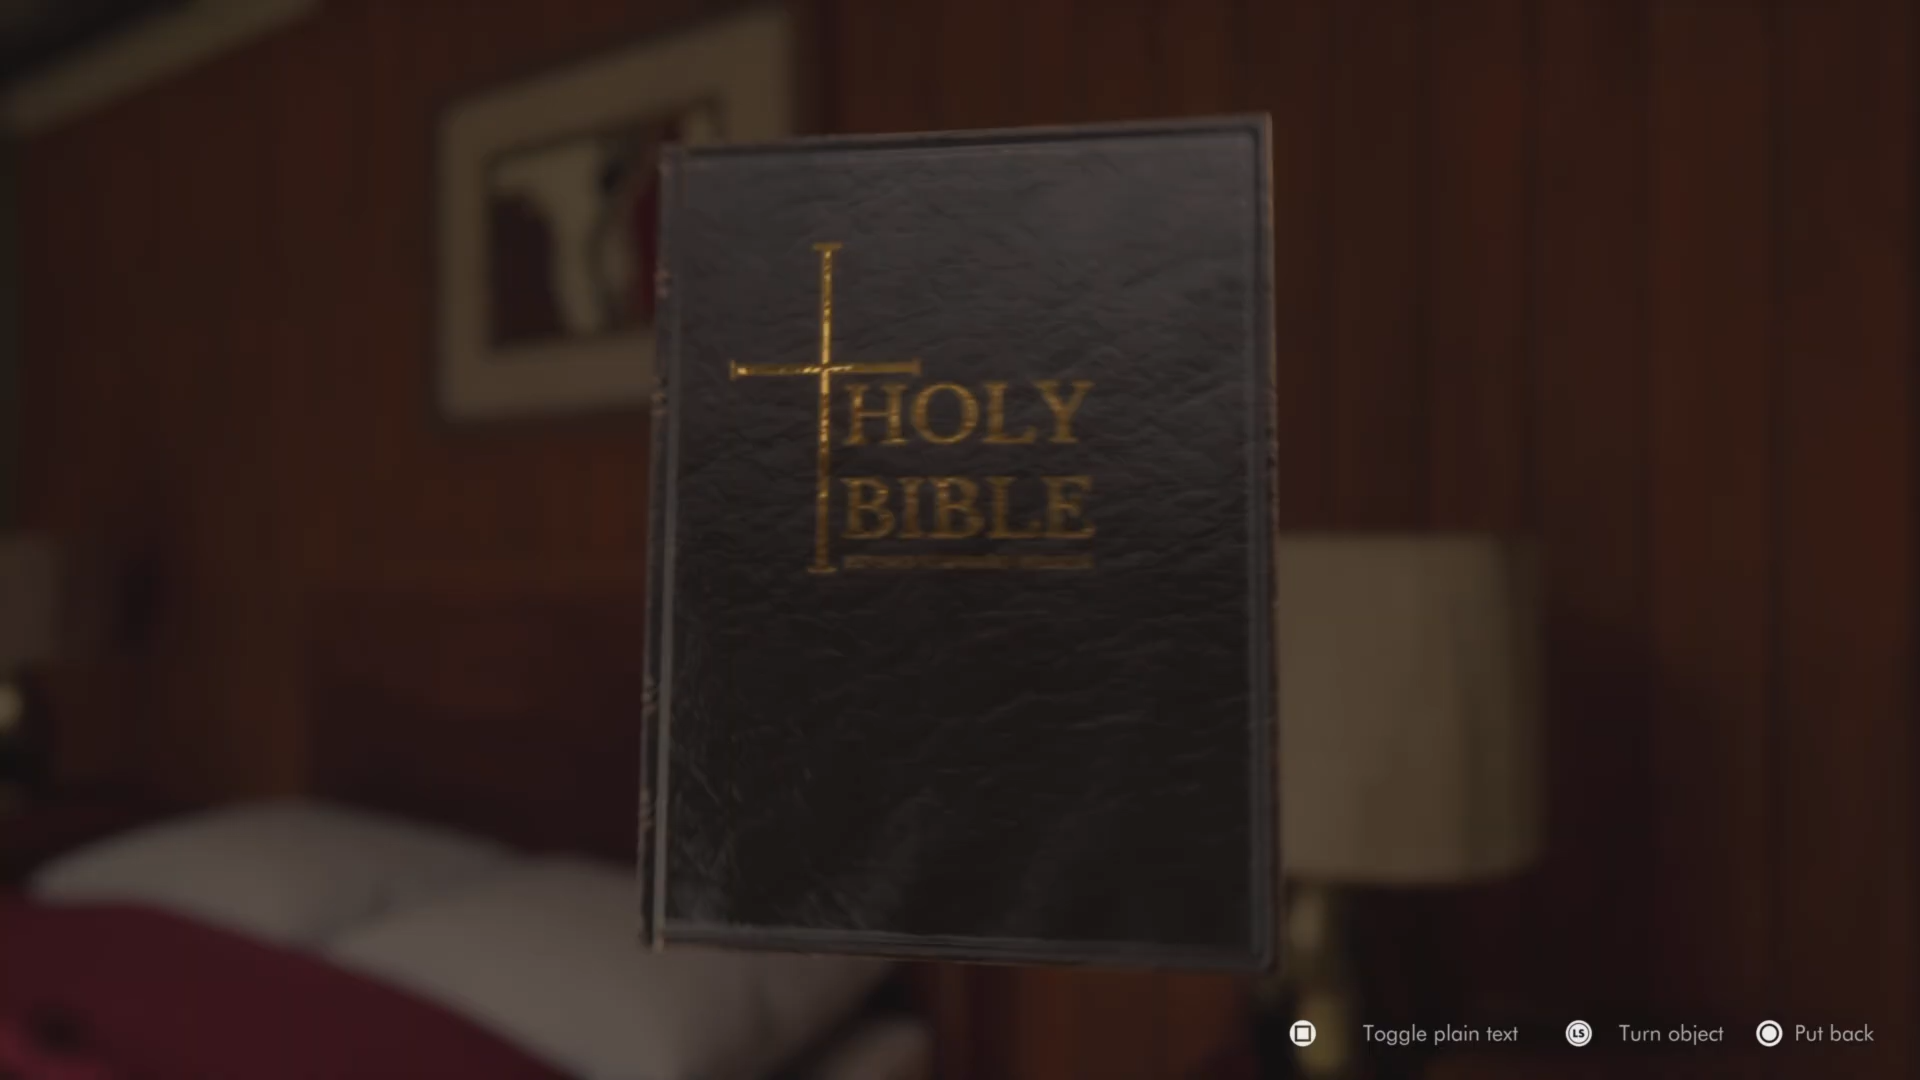 HOLY
BIBLE
Toggle plain text
LS
Turn object
Put back